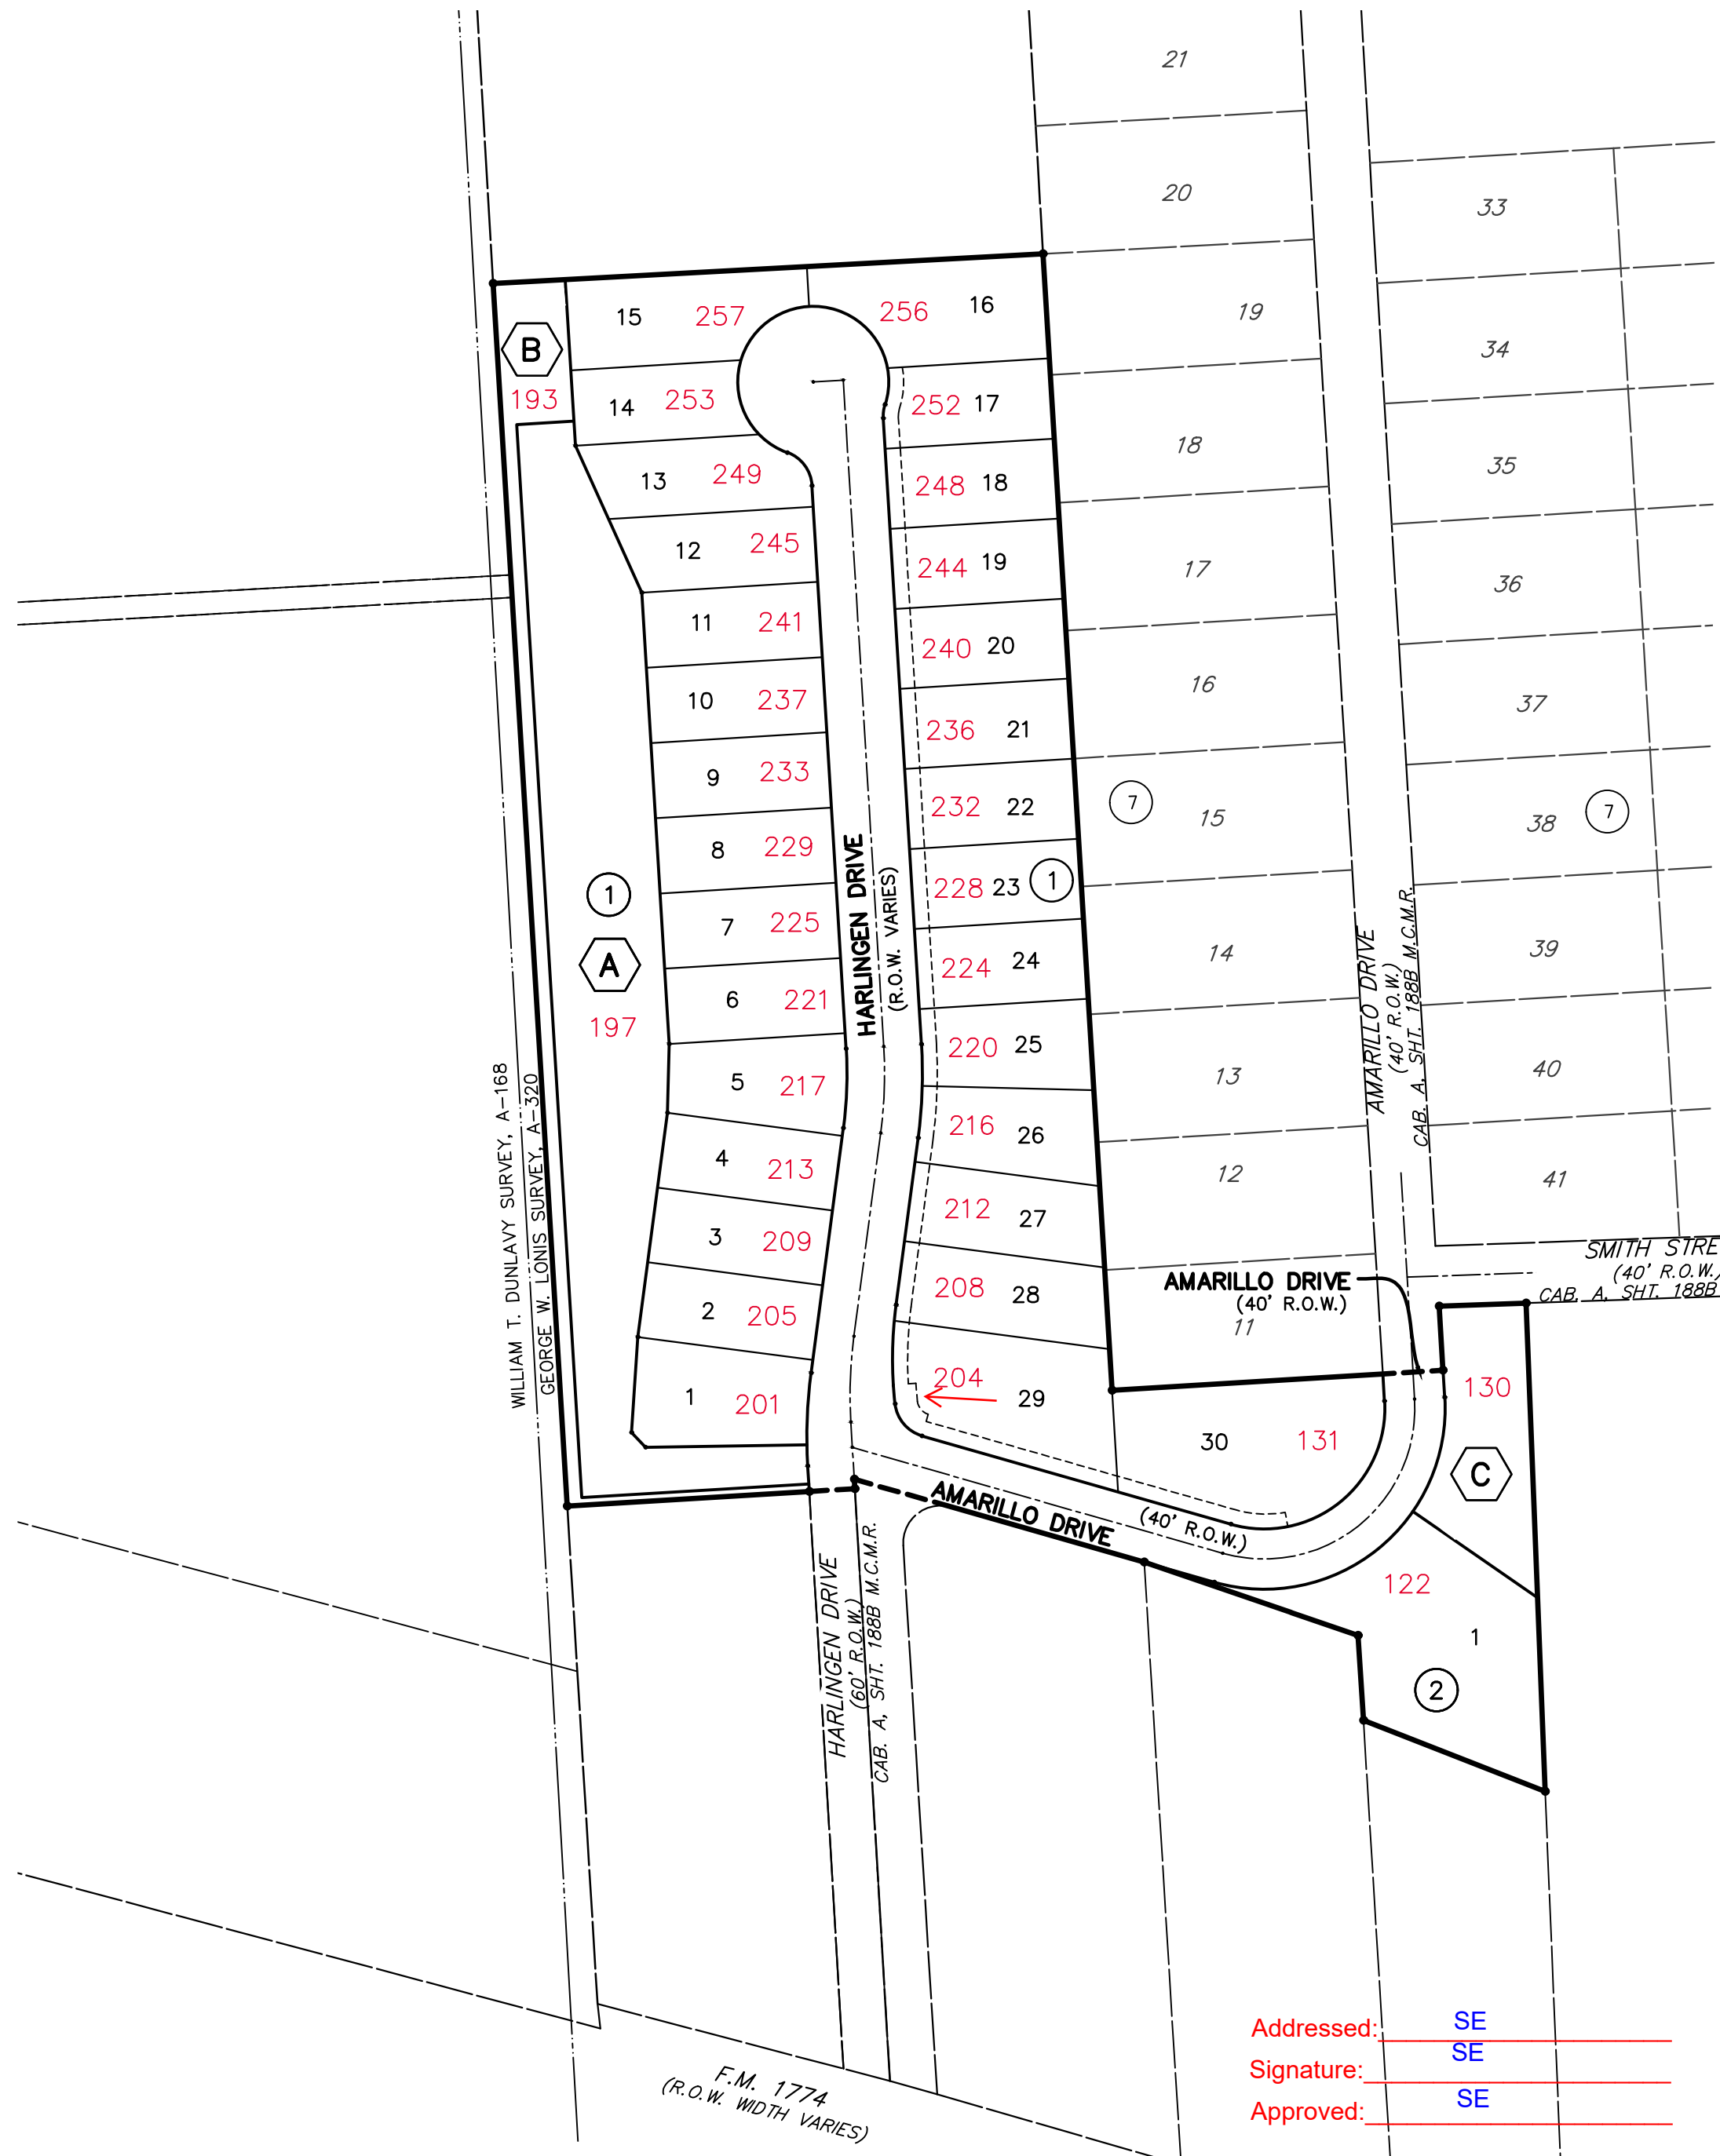 21
20
33
19
34
18
35
17
36
16
37
7
15
38
7
14
39
13
40
12
41
11
B
193
15 257
14 253
13 249
12 245
11 241
10 237
9 233
8 229
7 225
6 221
5 217
4 213
3 209
2 205
1 201
1
A
197
256 16
252 17
248 18
244 19
240 20
236 21
232 22
228 23
1
224 24
220 25
216 26
212 27
208 28
204 29
30 131
HARLINGEN DRIVE
(R.O.W. VARIES)
AMARILLO DRIVE
(40' R.O.W.)
CAB. A, SHT. 188B M.C.M.R.
WILLIAM T. DUNLAVY SURVEY, A-168
GEORGE W. LONIS SURVEY, A-320
SMITH STRE
(40' R.O.W.)
CAB. A, SHT. 188B
AMARILLO DRIVE
(40' R.O.W.)
130
C
AMARILLO DRIVE (40' R.O.W.)
122
1
2
HARLINGEN DRIVE
(60' R.O.W.)
CAB. A, SHT. 188B M.C.M.R.
F.M. 1774
(R.O.W. WIDTH VARIES)
Addressed: SE
Signature: SE
Approved: SE